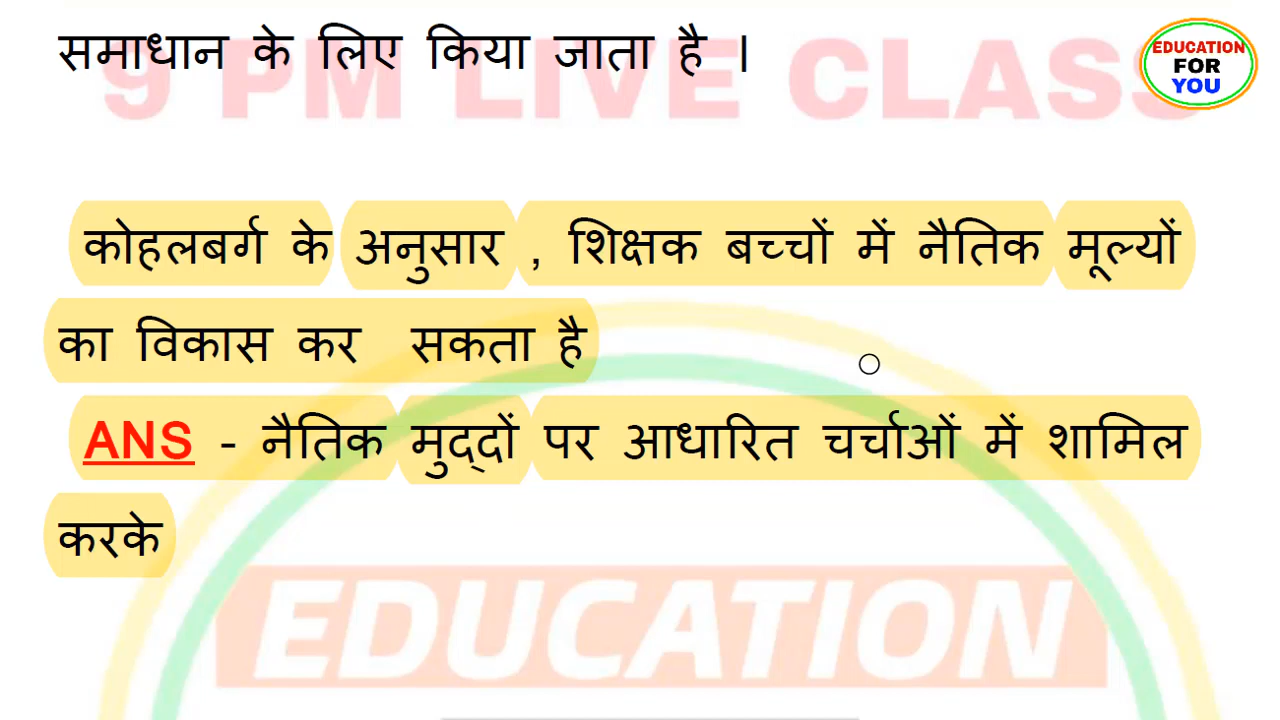 समाधान के लिए किया जाता है ।
9 PM LIVE CLASS
EDUCATION
FOR
YOU
कोहलबर्ग के अनुसार , शिक्षक बच्चों में नैतिक मूल्यों
का विकास कर सकता है
ANS - नैतिक मुद्दों पर आधारित चर्चाओं में शामिल
करके
EDUCATION